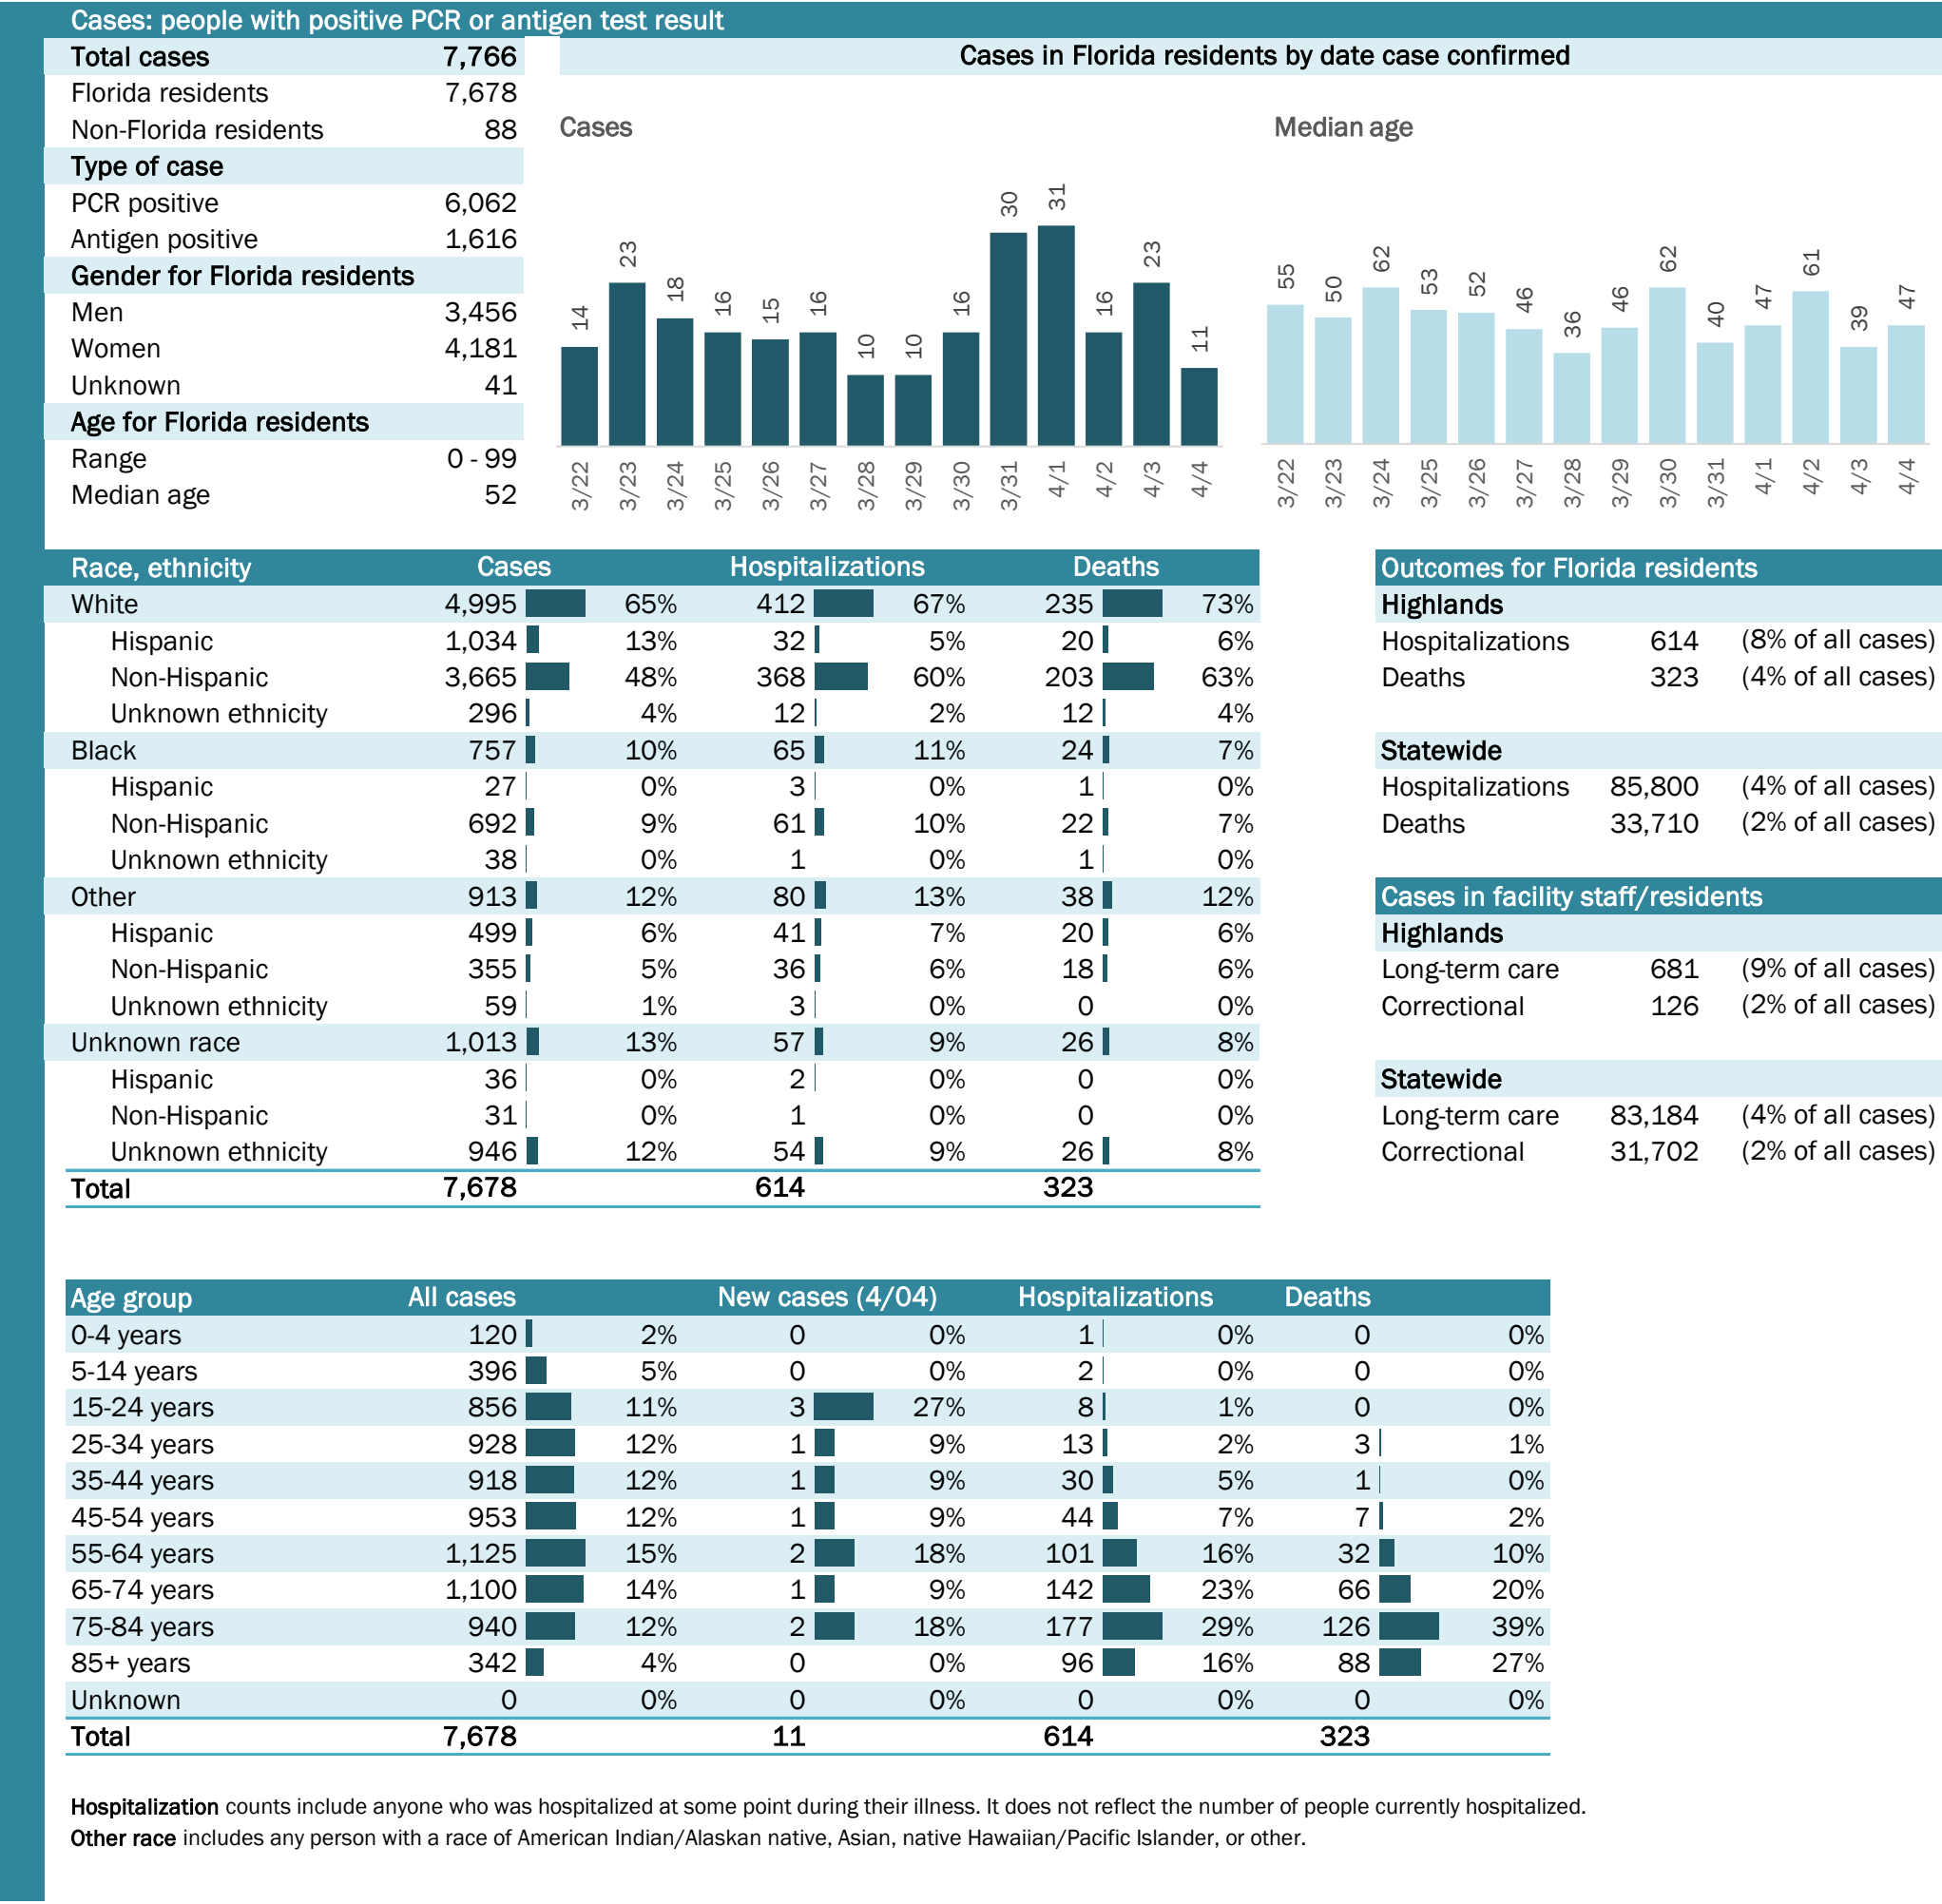 Cases: people with positive PCR or antigen test result
Total cases 7,766
Florida residents 7,678
Non-Florida residents 88
Type of case
PCR positive 6,062
Antigen positive 1,616
Gender for Florida residents
Men 3,456
Women 4,181
Unknown 41
Age for Florida residents
Range 0 - 99
Median age 52
Cases in Florida residents by date case confirmed
Cases
14 23 18 16 15 16 10 10 16 30 31 16 23 11
3/22 3/23 3/24 3/25 3/26 3/27 3/28 3/29 3/30 3/31 4/1 4/2 4/3 4/4
Median age
55 50 62 53 52 46 36 46 62 40 47 61 39 47
3/22 3/23 3/24 3/25 3/26 3/27 3/28 3/29 3/30 3/31 4/1 4/2 4/3 4/4
Race, ethnicity Cases Hospitalizations Deaths
White 4,995 65% 412 67% 235 73%
Hispanic 1,034 13% 32 5% 20 6%
Non-Hispanic 3,665 48% 368 60% 203 63%
Unknown ethnicity 296 4% 12 2% 12 4%
Black 757 10% 65 11% 24 7%
Hispanic 27 0% 3 0% 1 0%
Non-Hispanic 692 9% 61 10% 22 7%
Unknown ethnicity 38 0% 1 0% 1 0%
Other 913 12% 80 13% 38 12%
Hispanic 499 6% 41 7% 20 6%
Non-Hispanic 355 5% 36 6% 18 6%
Unknown ethnicity 59 1% 3 0% 0 0%
Unknown race 1,013 13% 57 9% 26 8%
Hispanic 36 0% 2 0% 0 0%
Non-Hispanic 31 0% 1 0% 0 0%
Unknown ethnicity 946 12% 54 9% 26 8%
Total 7,678 614 323
Outcomes for Florida residents
Highlands
Hospitalizations 614 (8% of all cases)
Deaths 323 (4% of all cases)
Statewide
Hospitalizations 85,800 (4% of all cases)
Deaths 33,710 (2% of all cases)
Cases in facility staff/residents
Highlands
Long-term care 681 (9% of all cases)
Correctional 126 (2% of all cases)
Statewide
Long-term care 83,184 (4% of all cases)
Correctional 31,702 (2% of all cases)
Age group All cases New cases (4/04) Hospitalizations Deaths
0-4 years 120 2% 0 0% 1 0% 0 0%
5-14 years 396 5% 0 0% 2 0% 0 0%
15-24 years 856 11% 3 27% 8 1% 0 0%
25-34 years 928 12% 1 9% 13 2% 3 1%
35-44 years 918 12% 1 9% 30 5% 1 0%
45-54 years 953 12% 1 9% 44 7% 7 2%
55-64 years 1,125 15% 2 18% 101 16% 32 10%
65-74 years 1,100 14% 1 9% 142 23% 66 20%
75-84 years 940 12% 2 18% 177 29% 126 39%
85+ years 342 4% 0 0% 96 16% 88 27%
Unknown 0 0% 0 0% 0 0% 0 0%
Total 7,678 11 614 323
Hospitalization counts include anyone who was hospitalized at some point during their illness. It does not reflect the number of people currently hospitalized.
Other race includes any person with a race of American Indian/Alaskan native, Asian, native Hawaiian/Pacific Islander, or other.